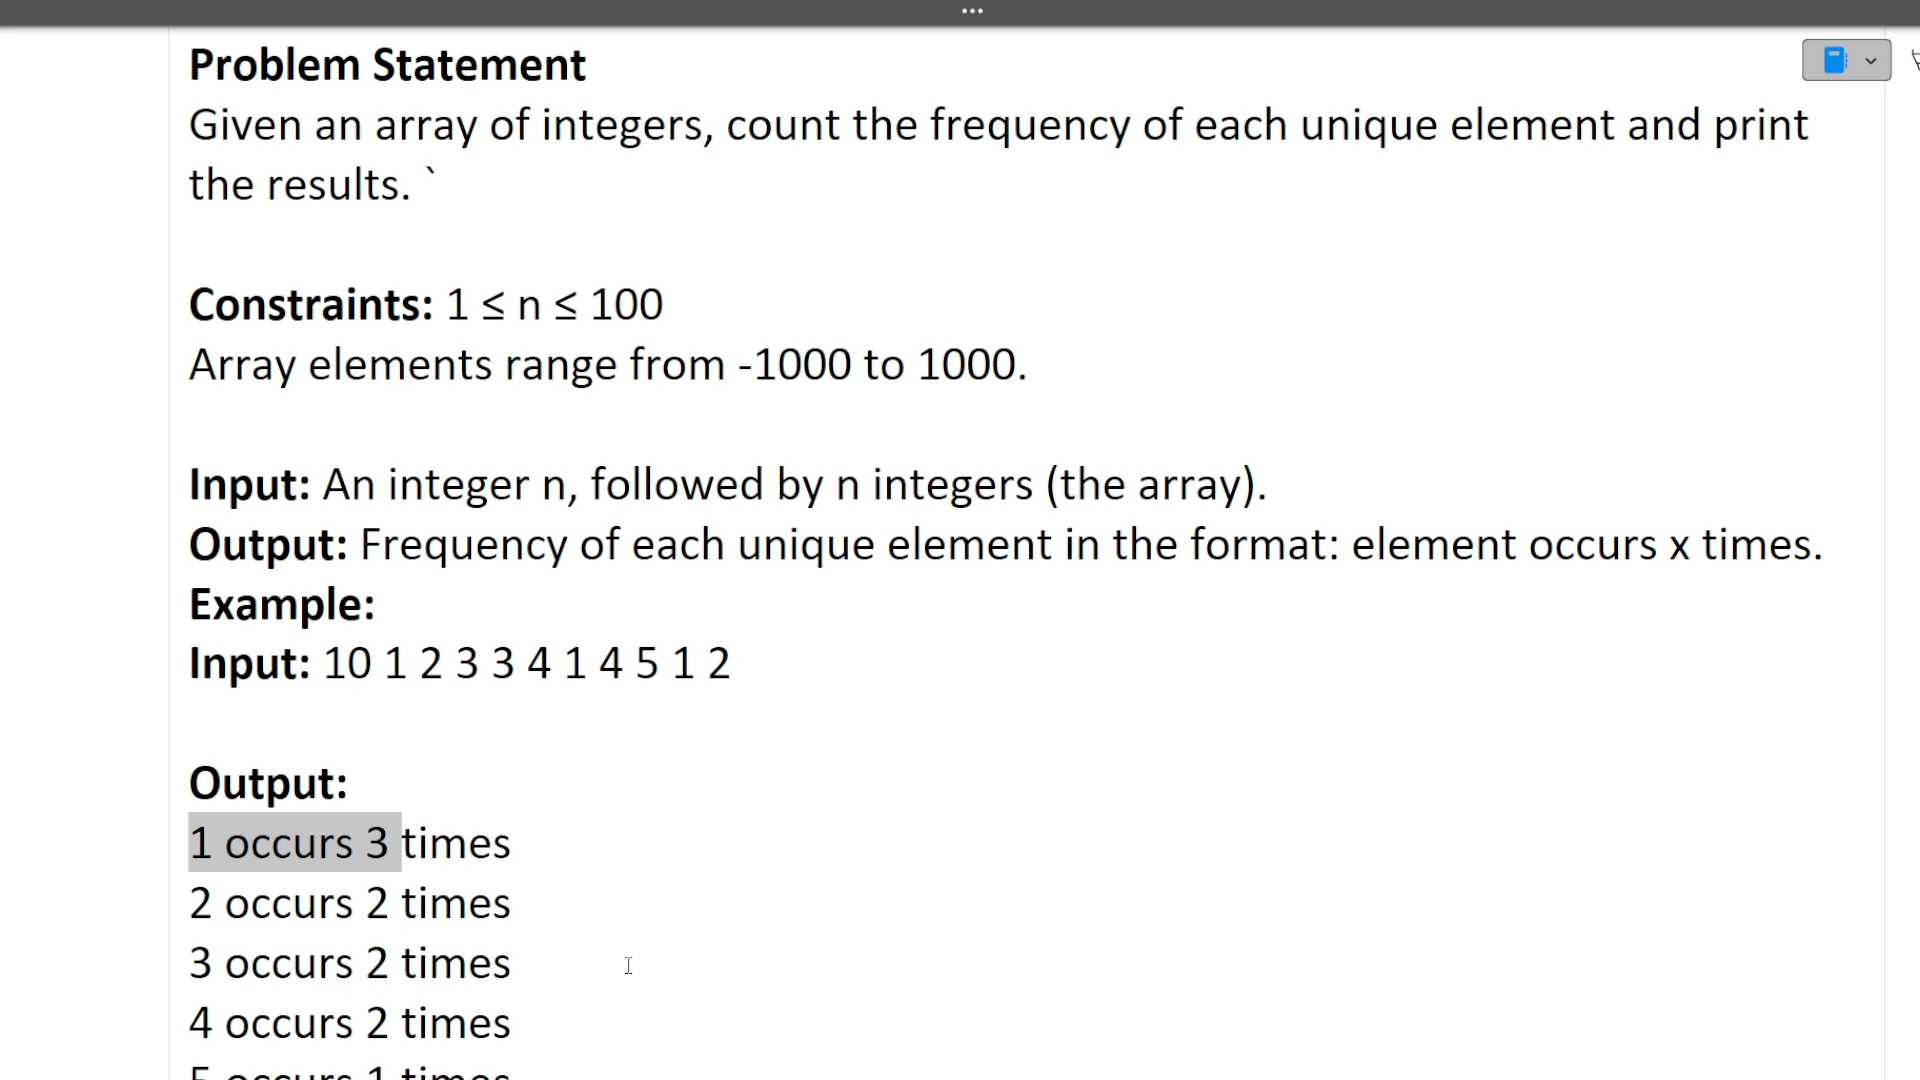 Problem Statement
Given an array of integers, count the frequency of each unique element and print
the results. `
Constraints: 1 ≤ n ≤ 100
Array elements range from -1000 to 1000.
Input: An integer n, followed by n integers (the array).
Output: Frequency of each unique element in the format: element occurs x times.
Example:
Input: 10 1 2 3 3 4 1 4 5 1 2
Output:
1 occurs 3 times
2 occurs 2 times
3 occurs 2 times
4 occurs 2 times
5 occurs 1 times